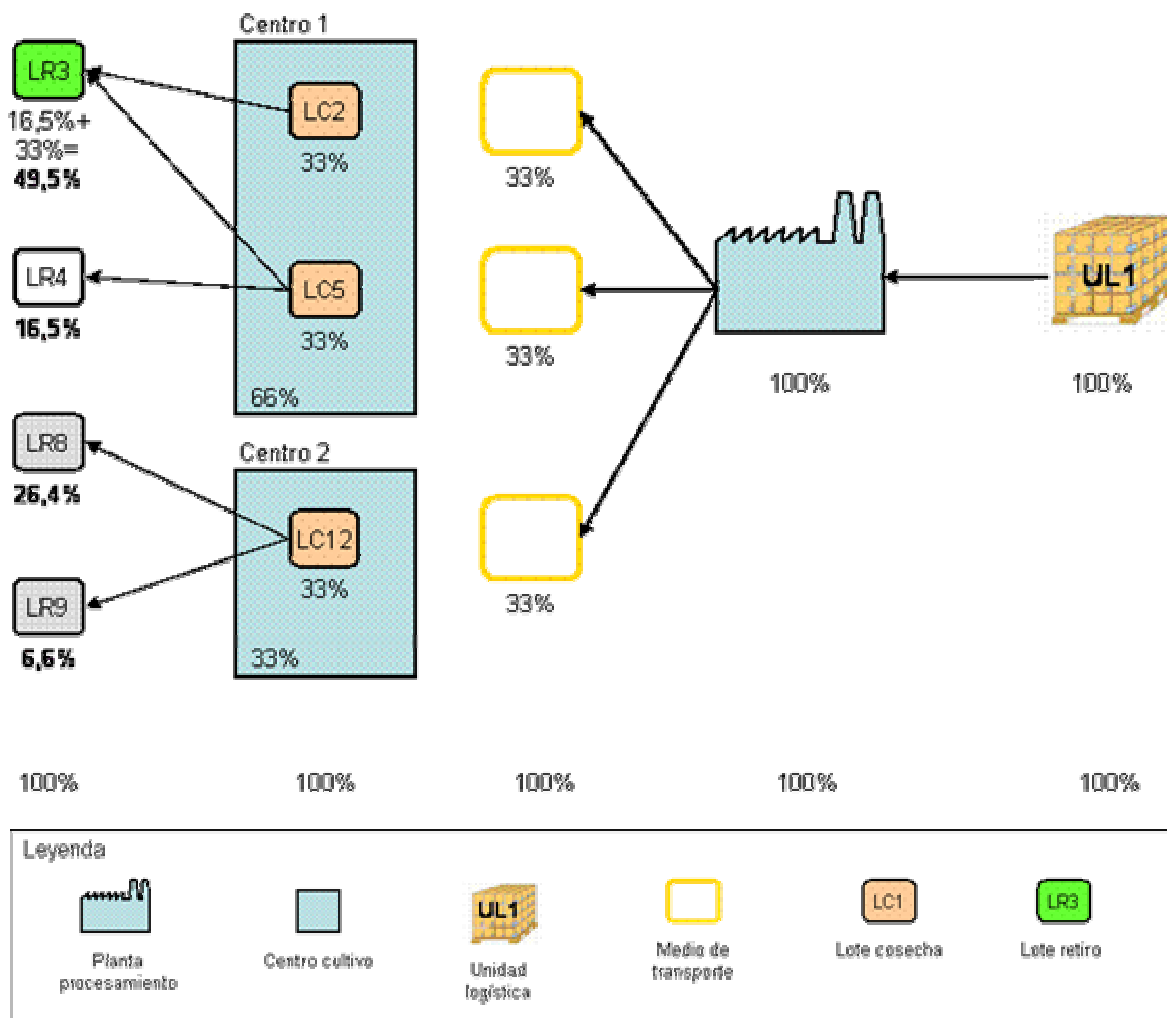 Centro 1
LR3
16,5%+
33%=
49,5%
LC2
33%
33%
LR4
16,5%
LC5
33%
66%
33%
100%
UL1
100%
LR8
26,4%
LR9
6,6%
Centro 2
LC12
33%
33%
33%
100%
100%
100%
100%
100%
Leyenda
Planta
procesamiento
Centro cultivo
UL1
Unidad
logística
Medio de
transporte
LC1
Lote cosecha
LR3
Lote retiro